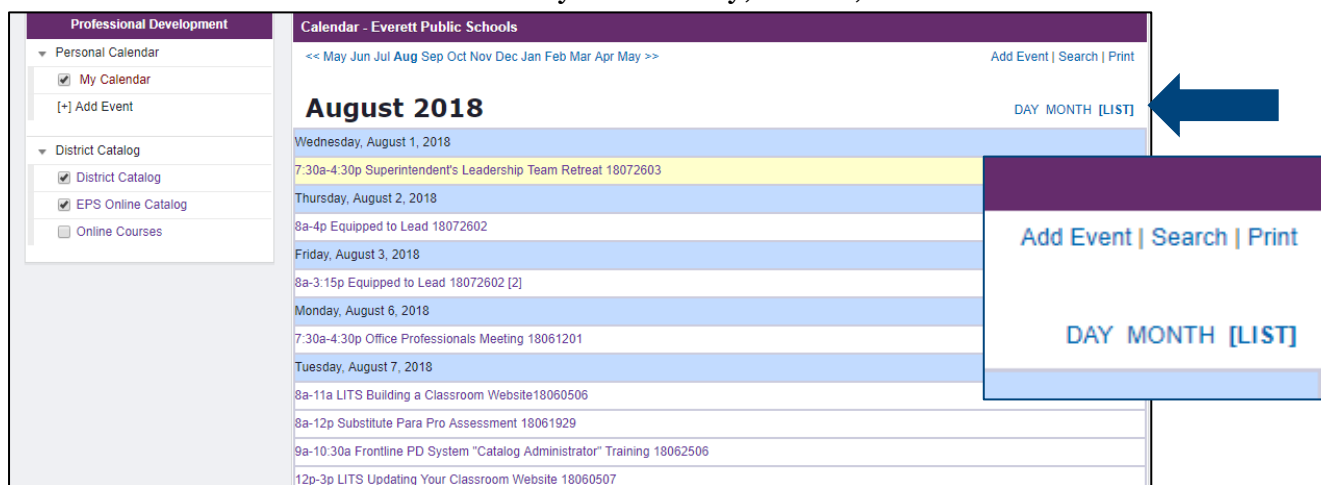 Professional Development
Personal Calendar
My Calendar
[+] Add Event
District Catalog
District Catalog
EPS Online Catalog
Online Courses
Calendar - Everett Public Schools
<< May Jun Jul Aug Sep Oct Nov Dec Jan Feb Mar Apr May >>
Add Event | Search | Print
August 2018
DAY MONTH [LIST]
Wednesday, August 1, 2018
7:30a-4:30p Superintendent's Leadership Team Retreat 18072603
Thursday, August 2, 2018
8a-4p Equipped to Lead 18072602
Friday, August 3, 2018
8a-3:15p Equipped to Lead 18072602 [2]
Monday, August 6, 2018
7:30a-4:30p Office Professionals Meeting 18061201
Tuesday, August 7, 2018
8a-11a LITS Building a Classroom Website18060506
8a-12p Substitute Para Pro Assessment 18061929
9a-10:30a Frontline PD System "Catalog Administrator" Training 18062506
12p-3p LITS Updating Your Classroom Website 18060507
Add Event | Search | Print
DAY MONTH [LIST]